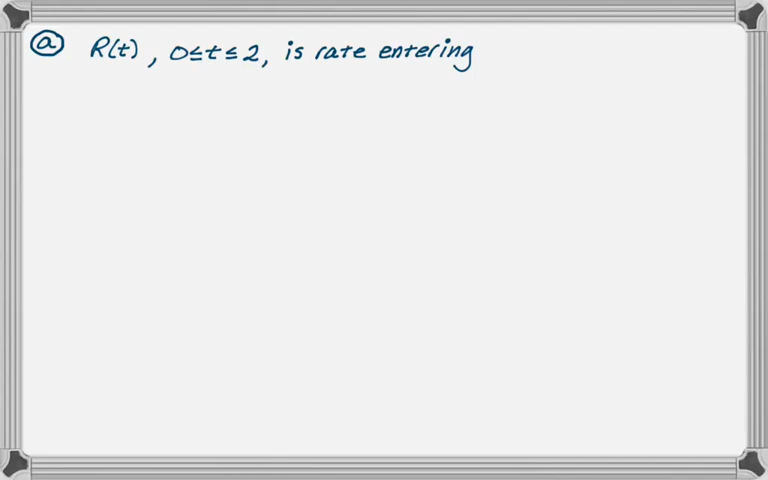 ⓐ R(t), 0≤t≤2, is rate entering